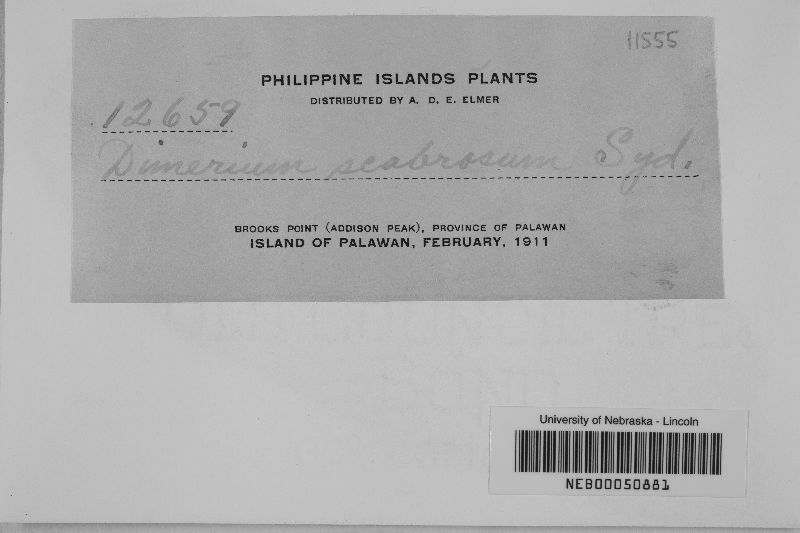 11555
PHILIPPINE ISLANDS PLANTS
DISTRIBUTED BY A. D. E. ELMER
12659
Dimerium scabrosum Syd.
BROOKS POINT (ADDISON PEAK), PROVINCE OF PALAWAN
ISLAND OF PALAWAN, FEBRUARY, 1911
University of Nebraska - Lincoln
NEB00050881